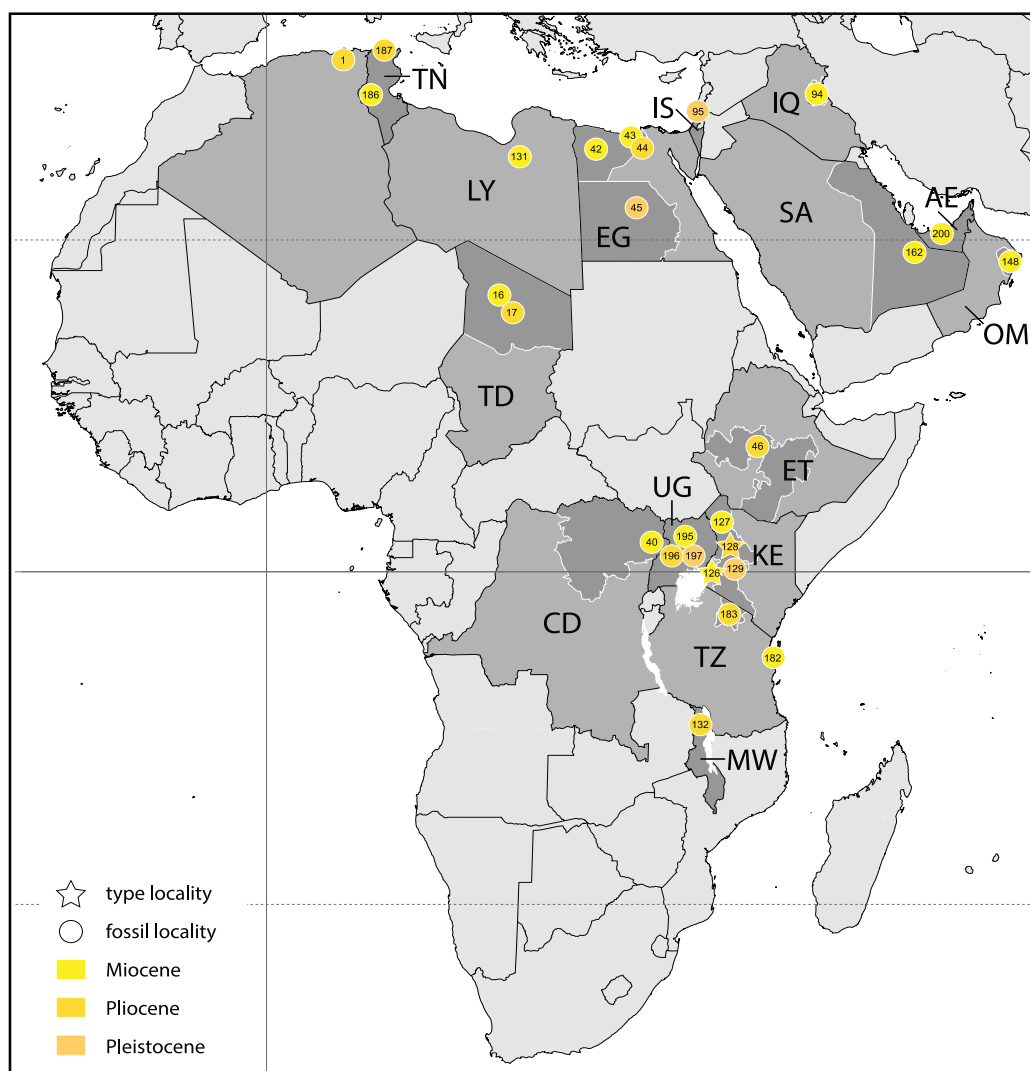 187
1
TN
186
IS
95
IQ
94
43
42
44
131
LY
45
EG
SA
AE
200
162
148
OM
16
17
TD
46
ET
UG
127
195
40
128
KE
196
197
126
129
183
CD
TZ
182
132
MW
type locality
fossil locality
Miocene
Pliocene
Pleistocene